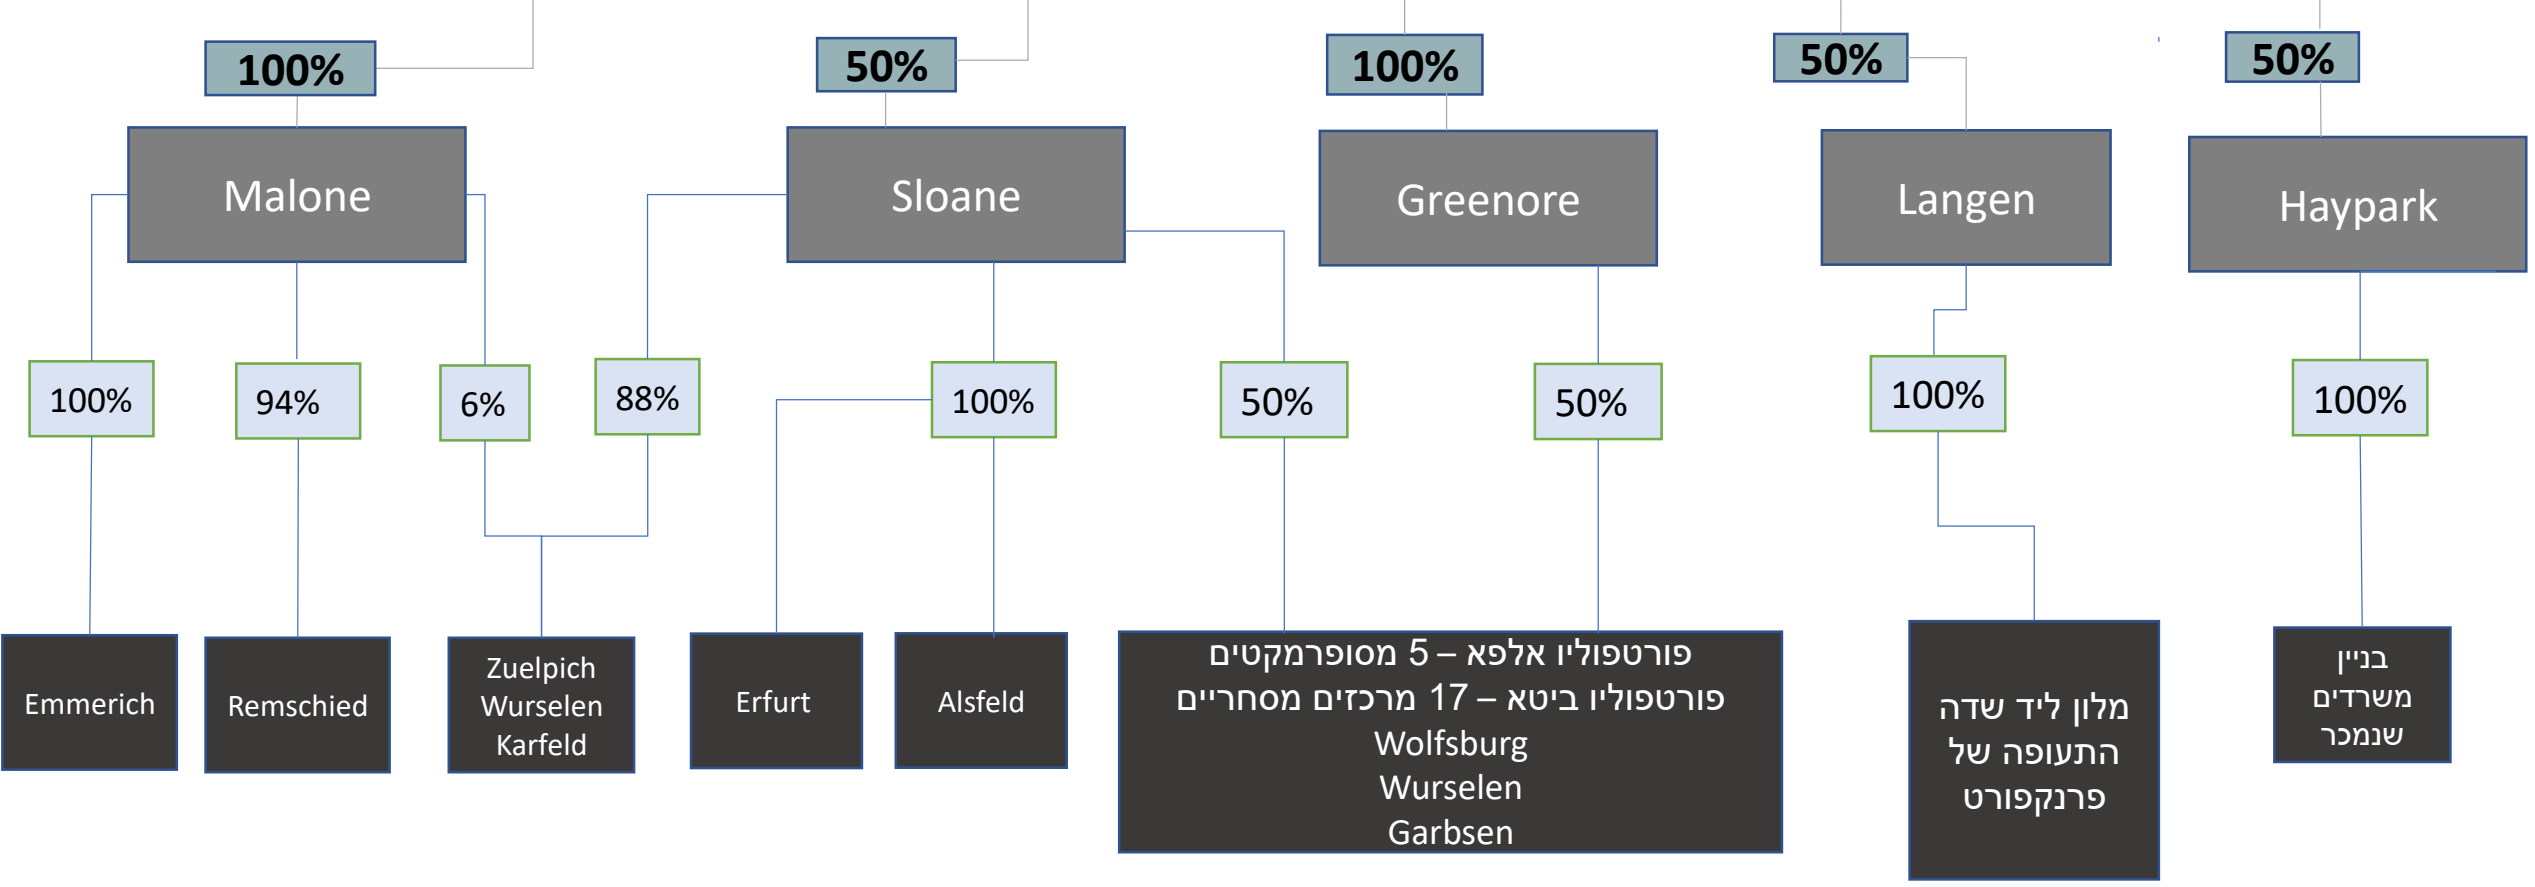 100%
50%
100%
50%
50%
Malone
Sloane
Greenore
Langen
Haypark
100%
94%
6%
88%
100%
50%
50%
100%
100%
Emmerich
Remschied
Zuelpich
Wurselen
Karfeld
Erfurt
Alsfeld
פורטפוליו אלפא – 5 מסופרמקטים
פורטפוליו ביטא – 17 מרכזים מסחריים
Wolfsburg
Wurselen
Garbsen
מלון ליד שדה
התעופה של
פרנקפורט
בניין
משרדים
שנמכר